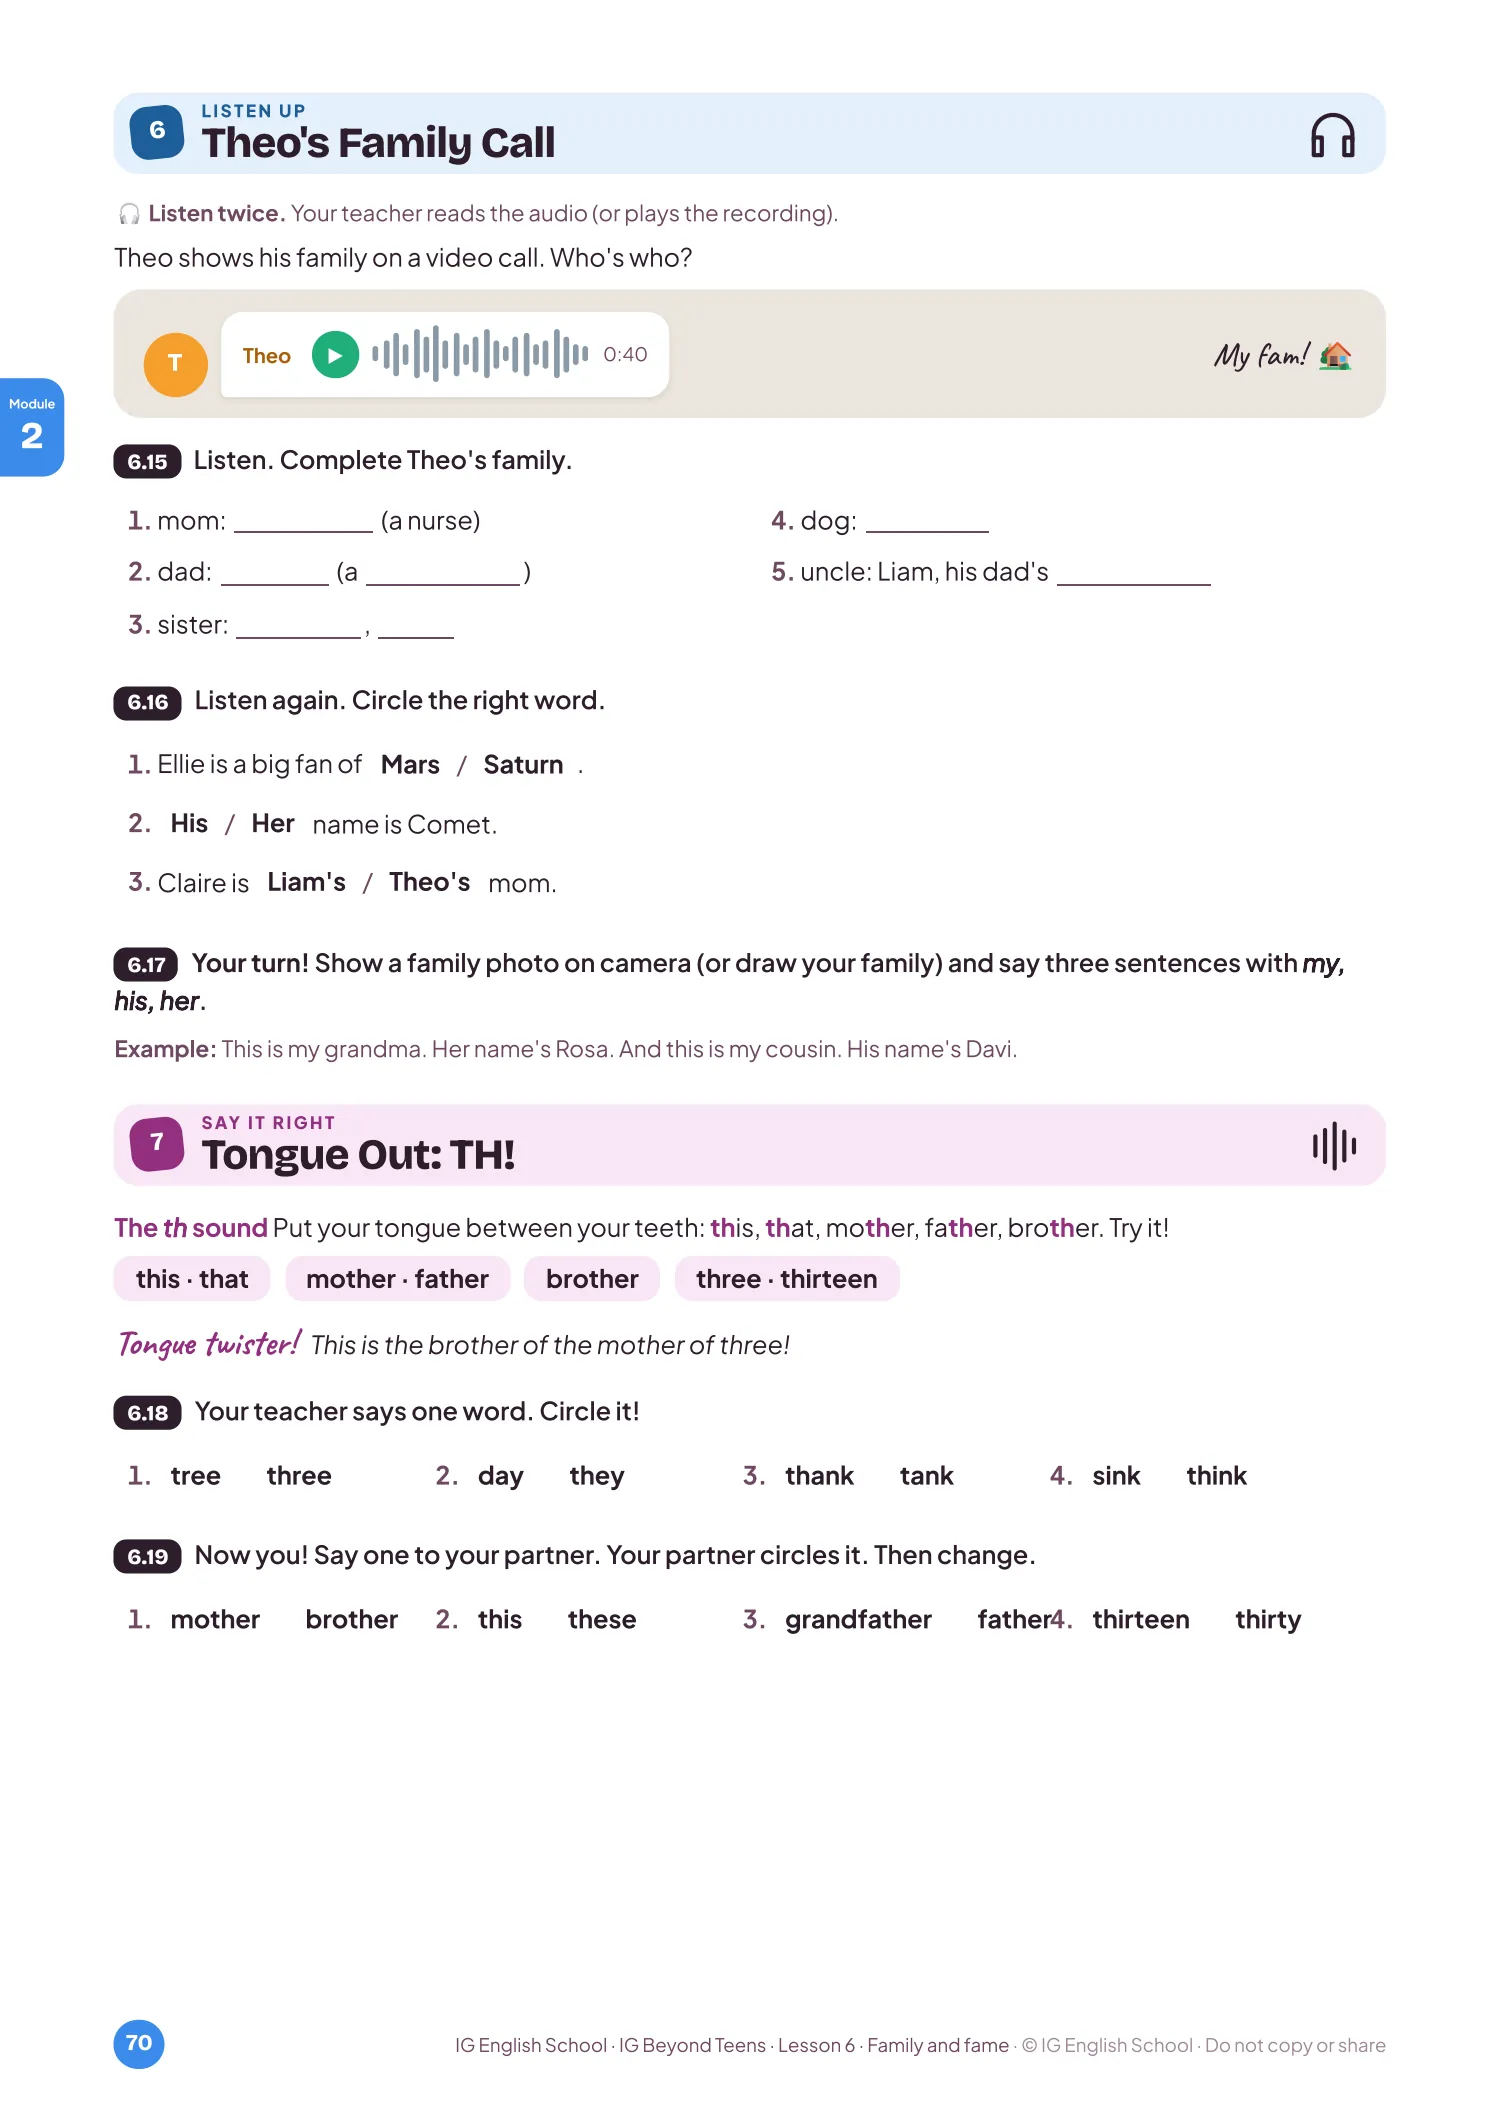 6
LISTEN UP
Theo's Family Call
Listen twice. Your teacher reads the audio (or plays the recording).
Theo shows his family on a video call. Who's who?
T
Theo
0:40
My fam!
Module
2
6.15 Listen. Complete Theo's family.
1. mom: __________ (a nurse)
2. dad: ________ (a ___________)
3. sister: _________, _____
4. dog: _________
5. uncle: Liam, his dad's ___________
6.16 Listen again. Circle the right word.
1. Ellie is a big fan of Mars / Saturn .
2. His / Her name is Comet.
3. Claire is Liam's / Theo's mom.
6.17 Your turn! Show a family photo on camera (or draw your family) and say three sentences with my,
his, her.
Example: This is my grandma. Her name's Rosa. And this is my cousin. His name's Davi.
7
SAY IT RIGHT
Tongue Out: TH!
The th sound Put your tongue between your teeth: this, that, mother, father, brother. Try it!
this · that mother · father brother three · thirteen
Tongue twister! This is the brother of the mother of three!
6.18 Your teacher says one word. Circle it!
1. tree three 2. day they 3. thank tank 4. sink think
6.19 Now you! Say one to your partner. Your partner circles it. Then change.
1. mother brother 2. this these 3. grandfather father 4. thirteen thirty
70
IG English School · IG Beyond Teens · Lesson 6 · Family and fame · © IG English School · Do not copy or share